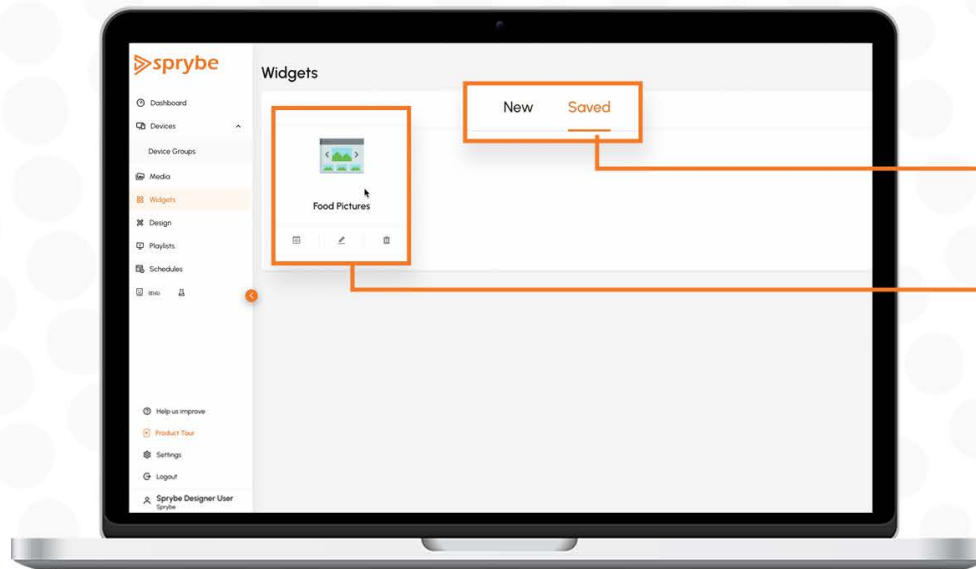 sprybe
Widgets
New Saved
Dashboard
Devices
Device Groups
Media
Widgets
Design
Playlists
Schedules
Food Pictures
Help us improve
Product Tour
Settings
Logout
Sprybe Designer User
Sprybe